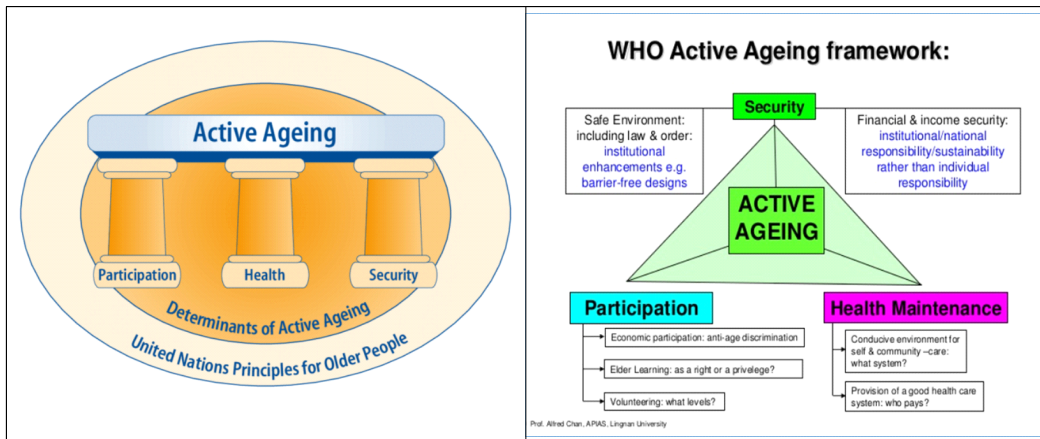 Active Ageing
Participation
Health
Security
Determinants of Active Ageing
United Nations Principles for Older People
WHO Active Ageing framework:
Security
Safe Environment:
including law & order:
institutional
enhancements e.g.
barrier-free designs
Financial & income security:
institutional/national
responsibility/sustainability
rather than individual
responsibility
ACTIVE
AGEING
Participation
Economic participation: anti-age discrimination
Elder Learning: as a right or a privelege?
Volunteering: what levels?
Health Maintenance
Conducive environment for
self & community –care:
what system?
Provision of a good health care
system: who pays?
Prof. Alfred Chan, APIAS, Lingnan University